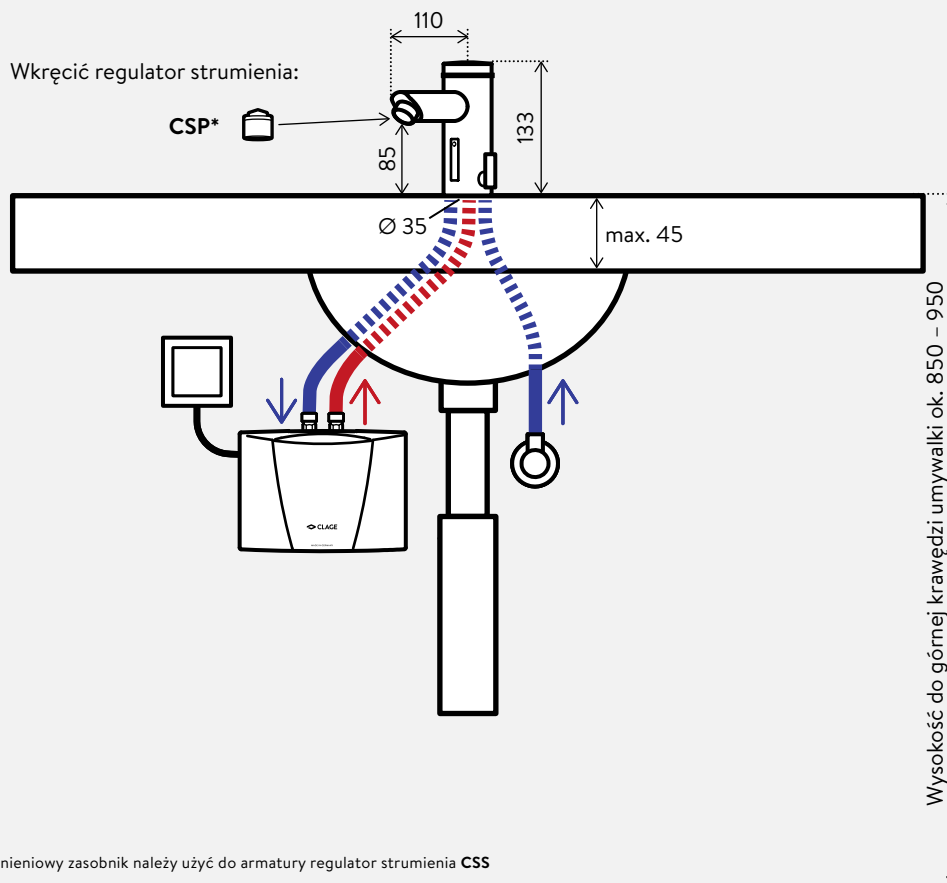 110
Wkręcić regulator strumienia:
CSP*
133
85
Ø 35
max. 45
Wysokość do górnej krawędzi umywalki ok. 850 – 950
CLAGE
nieniowy zasobnik należy użyć do armatury regulator strumienia CSS